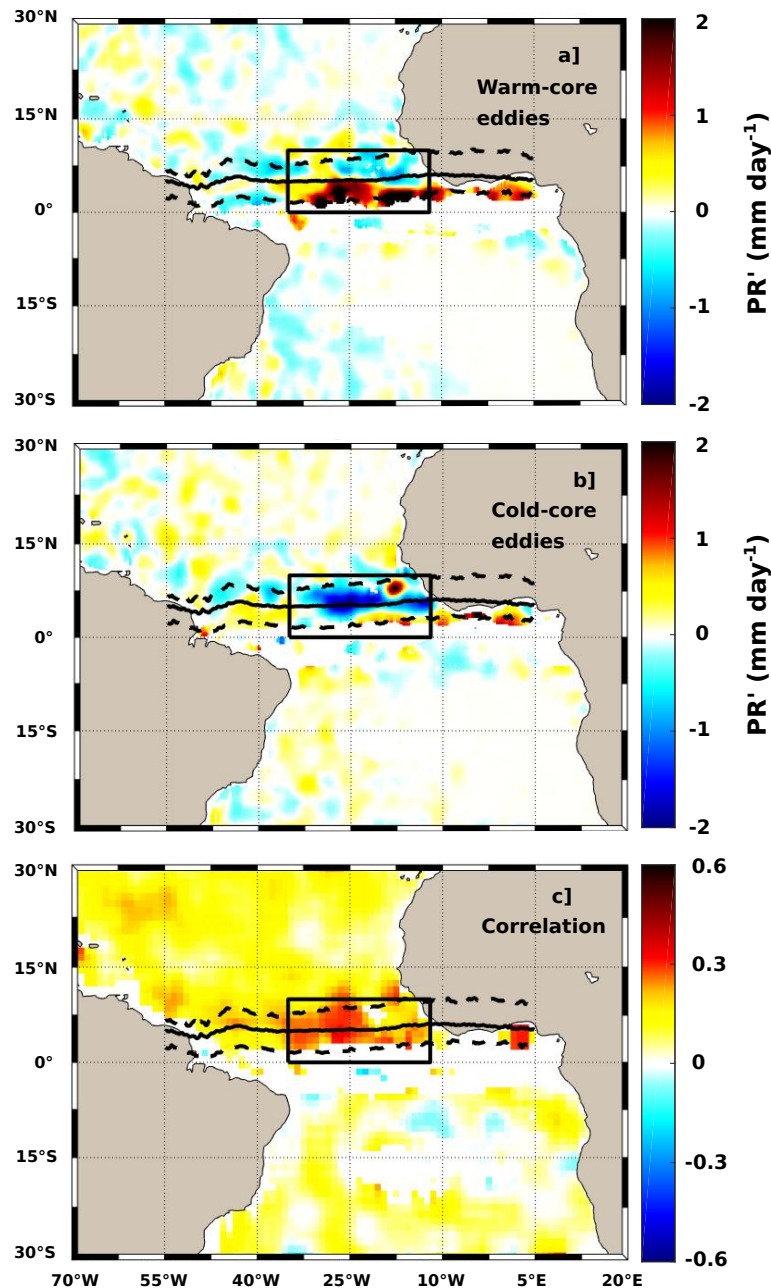 30°N
15°N
0°
15°S
30°S
a]
Warm-core
eddies
2
1
0
-1
-2
PR' (mm day-1)
30°N
15°N
0°
15°S
30°S
b]
Cold-core
eddies
2
1
0
-1
-2
PR' (mm day-1)
30°N
15°N
0°
15°S
30°S
c]
Correlation
0.6
0.3
0
-0.3
-0.6
70°W 55°W 40°W 25°W 10°W 5°E 20°E